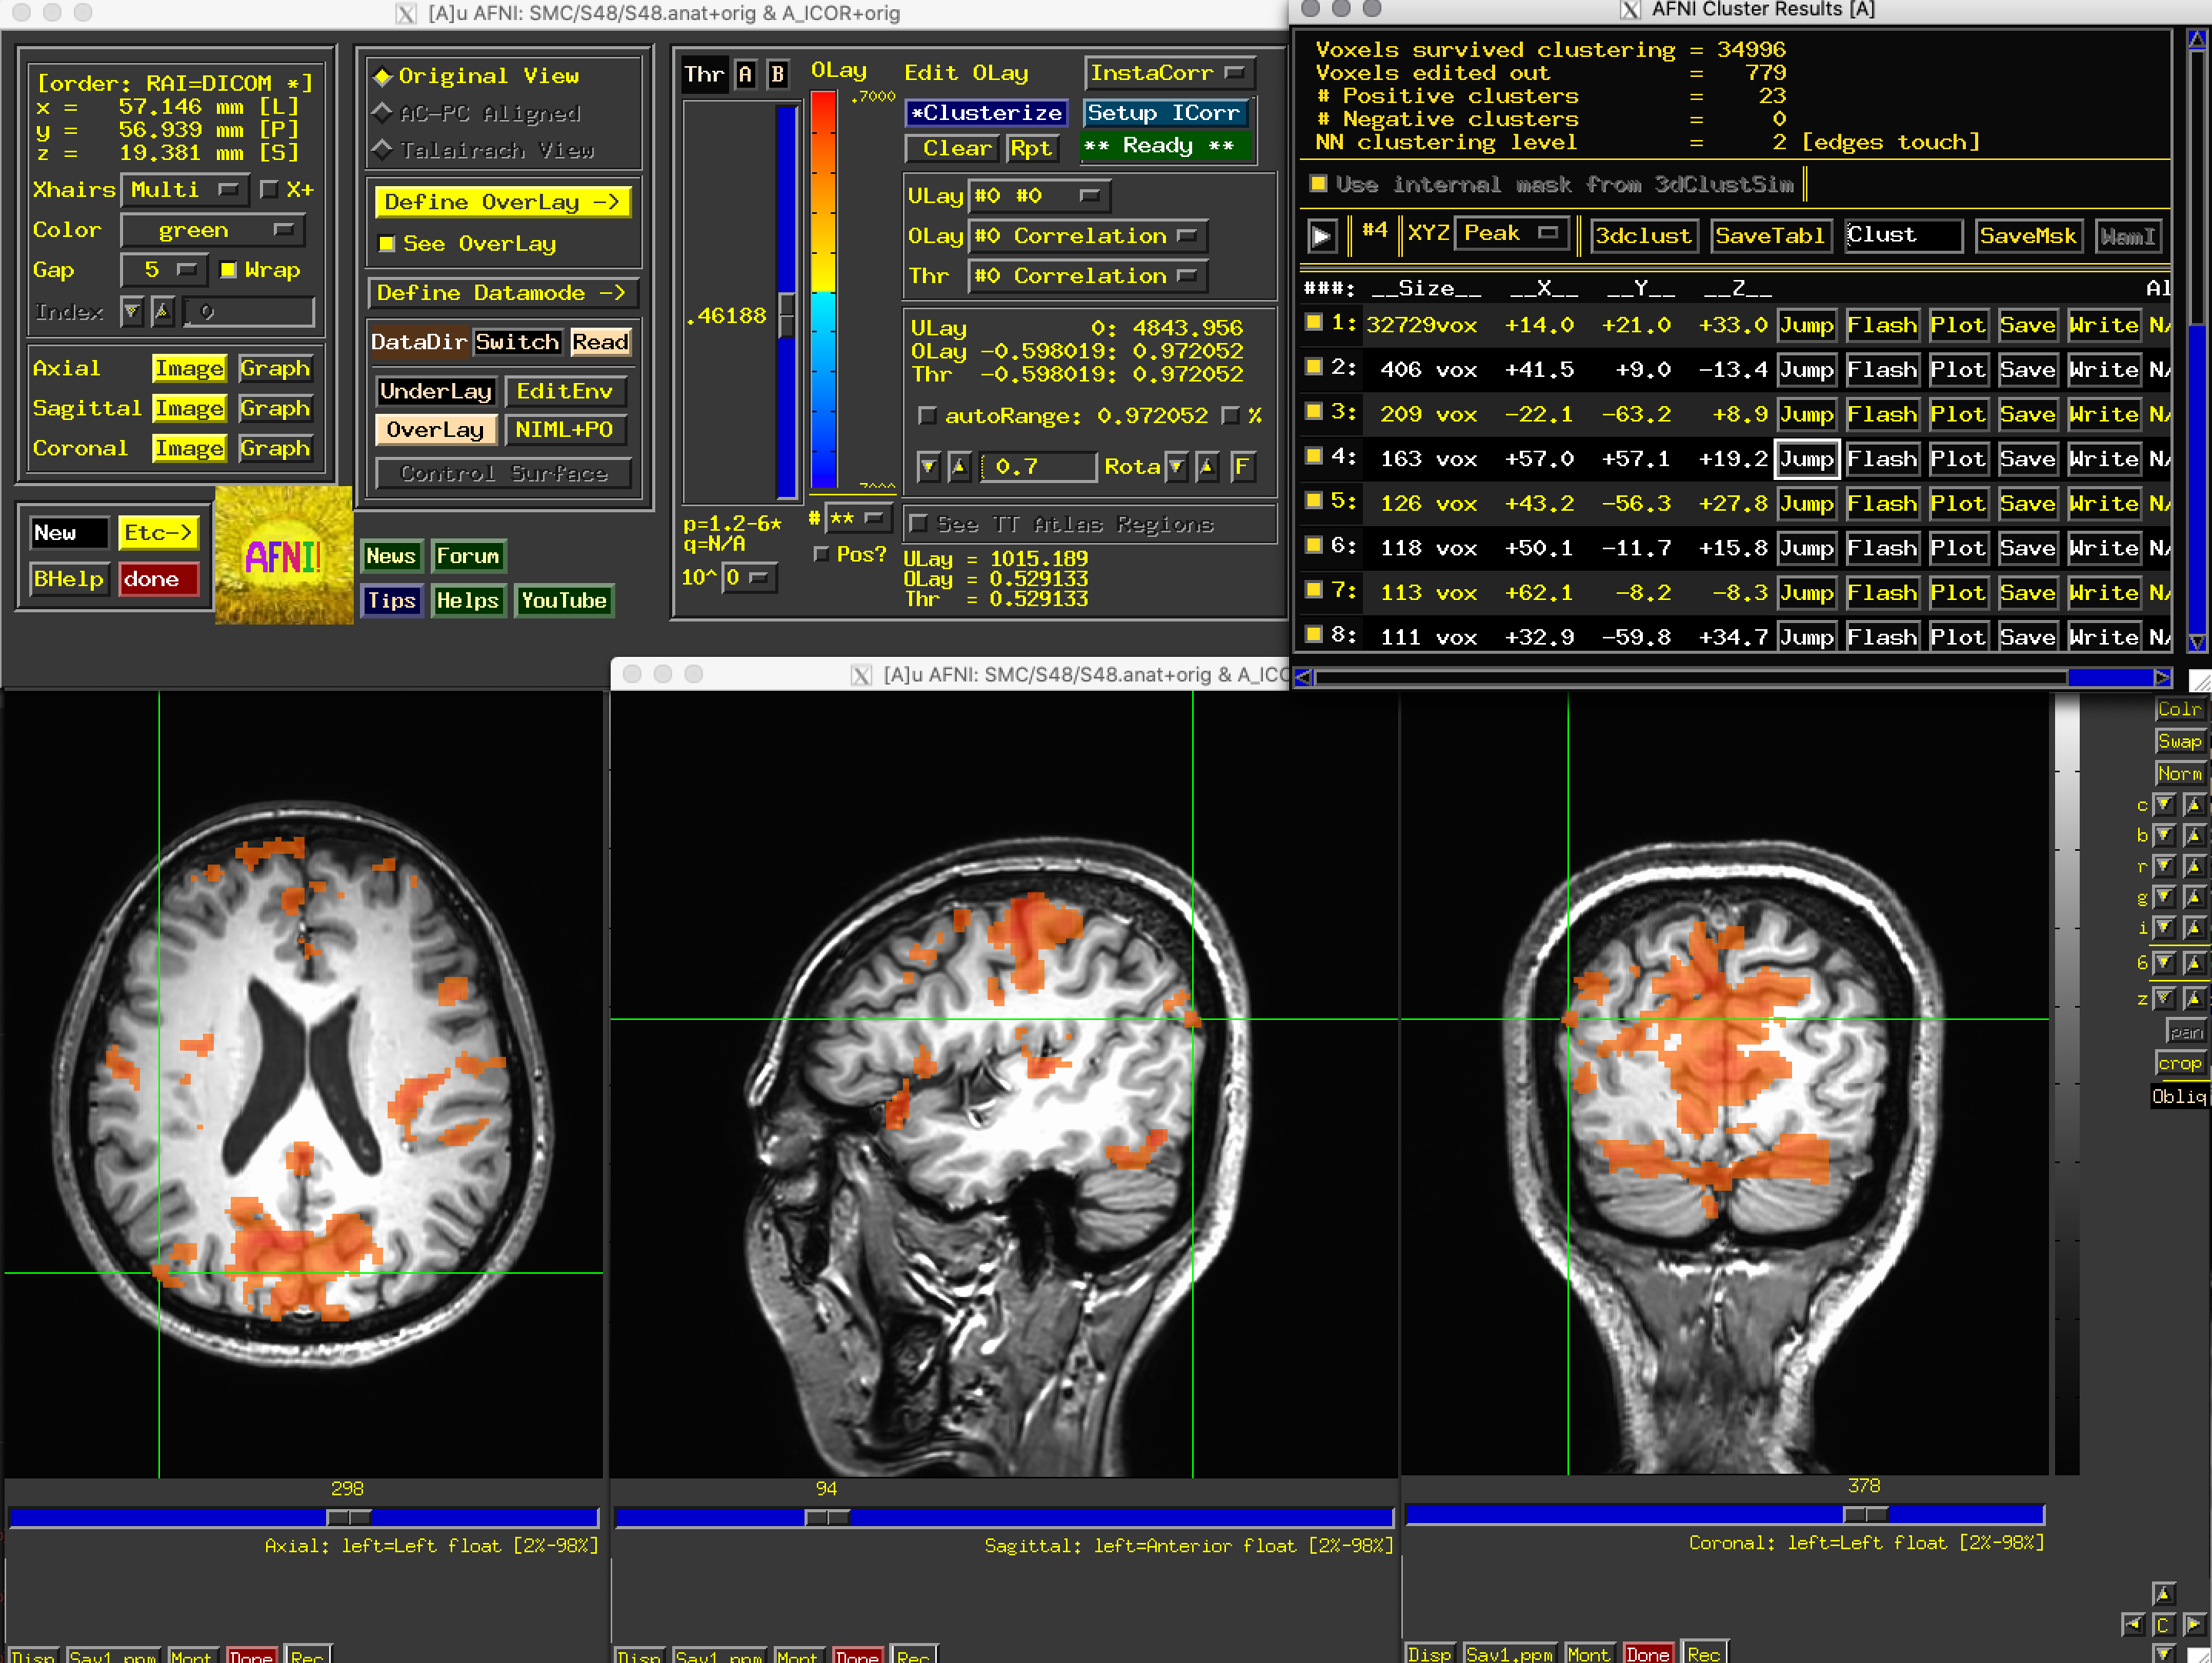 [A]u AFNI: SMC/S48/S48.anat+orig & A_ICOR+orig
[order: RAI=DICOM *]
x = 57.146 mm [L]
y = 56.939 mm [P]
z = 19.381 mm [S]
Xhairs Multi X+
Color green
Gap 5 Wrap
Index 0
Axial Image Graph
Sagittal Image Graph
Coronal Image Graph
New Etc->
BHelp done
AFNI!
Original View
AC-PC Aligned
Talairach View
Define OverLay ->
See OverLay
Define Datamode ->
DataDir Switch Read
UnderLay EditEnv
OverLay NIML+PO
Control Surface
News Forum
Tips Helps YouTube
Thr A B OLay
.7000
.46188
-.7000
p=1.2-6*
q=N/A
10^ 0
# **
Pos?
Edit OLay InstaCorr
*Clusterize Setup ICorr
Clear Rpt ** Ready **
ULay #0 #0
OLay #0 Correlation
Thr #0 Correlation
ULay 0: 4843.956
OLay -0.598019: 0.972052
Thr -0.598019: 0.972052
autoRange: 0.972052 %
0.7 Rota F
See TT Atlas Regions
ULay = 1015.189
OLay = 0.529133
Thr = 0.529133
AFNI Cluster Results [A]
Voxels survived clustering = 34996
Voxels edited out = 779
# Positive clusters = 23
# Negative clusters = 0
NN clustering level = 2 [edges touch]
Use internal mask from 3dClustSim
#4 XYZ Peak 3dclust SaveTabl Clust SaveMsk WamI
###: __Size__ __X__ __Y__ __Z__ Al
1: 32729vox +14.0 +21.0 +33.0 Jump Flash Plot Save Write N/
2: 406 vox +41.5 +9.0 -13.4 Jump Flash Plot Save Write N/
3: 209 vox -22.1 -63.2 +8.9 Jump Flash Plot Save Write N/
4: 163 vox +57.0 +57.1 +19.2 Jump Flash Plot Save Write N/
5: 126 vox +43.2 -56.3 +27.8 Jump Flash Plot Save Write N/
6: 118 vox +50.1 -11.7 +15.8 Jump Flash Plot Save Write N/
7: 113 vox +62.1 -8.2 -8.3 Jump Flash Plot Save Write N/
8: 111 vox +32.9 -59.8 +34.7 Jump Flash Plot Save Write N/
[A]u AFNI: SMC/S48/S48.anat+orig & A_ICO
Colr
Swap
Norm
c
b
r
g
i
6
z
pan
crop
Obliq
298
Axial: left=Left float [2%-98%]
Disp Sav1.ppm Mont Done Rec
94
Sagittal: left=Anterior float [2%-98%]
Disp Sav1.ppm Mont Done Rec
378
Coronal: left=Left float [2%-98%]
C
Disp Sav1.ppm Mont Done Rec